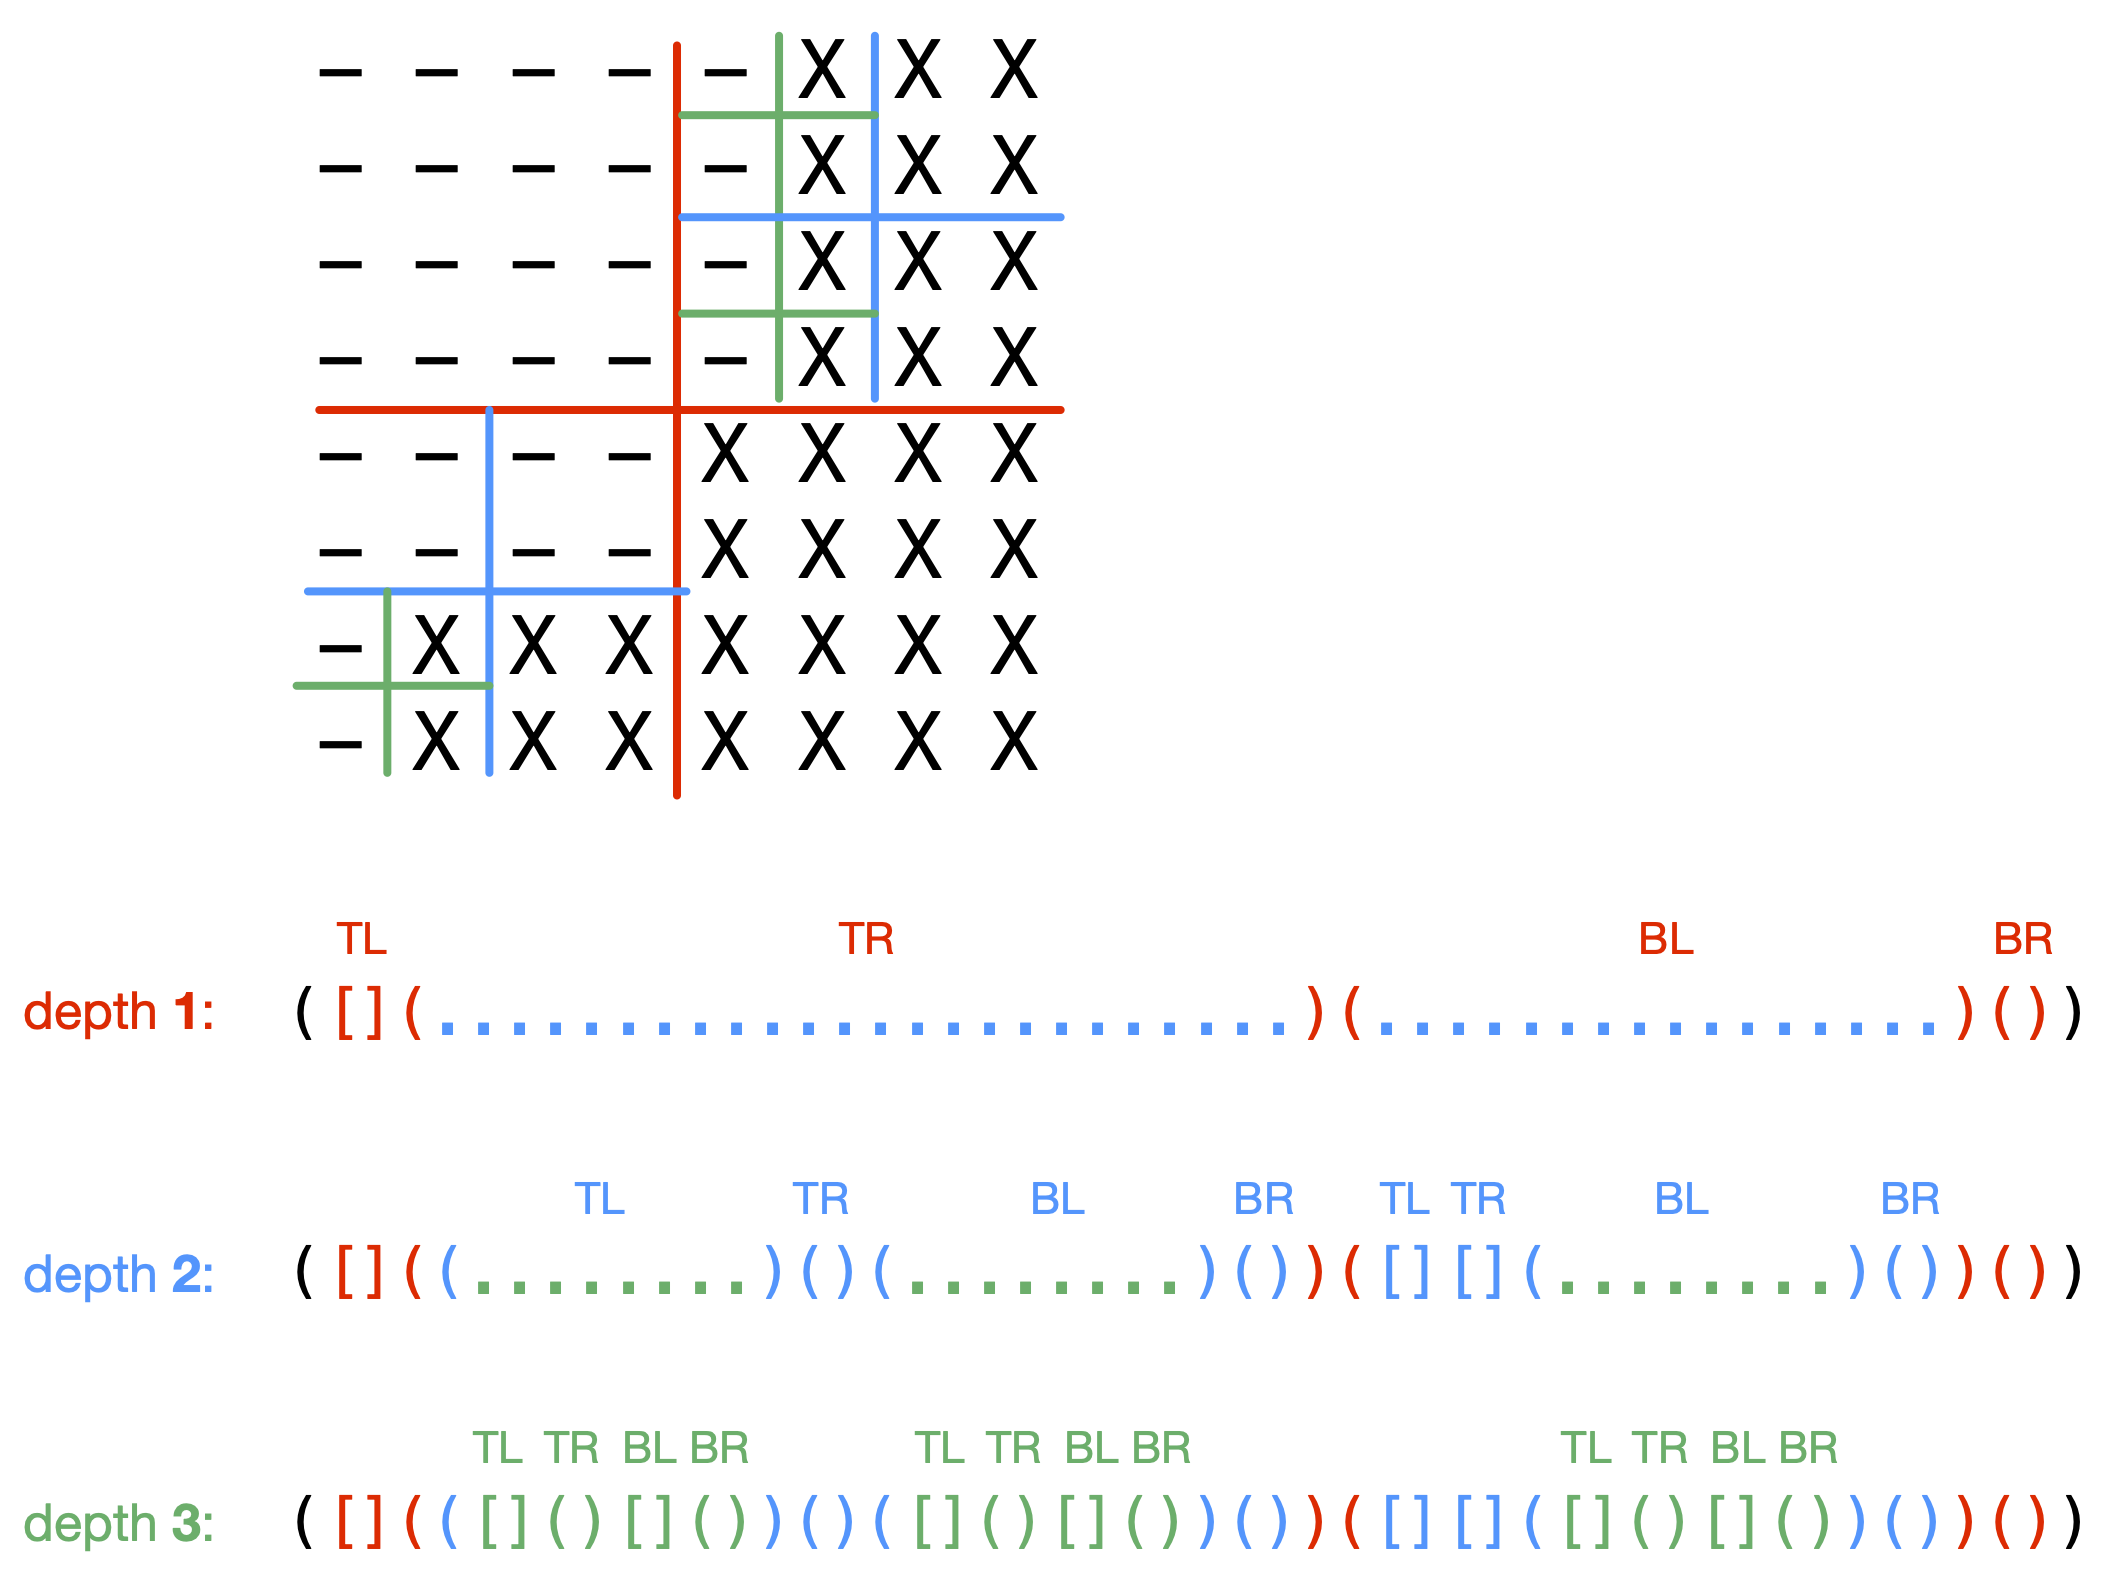 – – – – – X X X
– – – – – X X X
– – – – – X X X
– – – – – X X X
– – – – X X X X
– – – – X X X X
– X X X X X X X
– X X X X X X X
TL TR BL BR
depth 1: ([](........................)(................)())
TL TR BL BR TL TR BL BR
depth 2: ([]((........)()(........)())([][](........)())())
TL TR BL BR TL TR BL BR TL TR BL BR
depth 3: ([](([]()[]())()([]()[]())())([][]([]()[]())())())